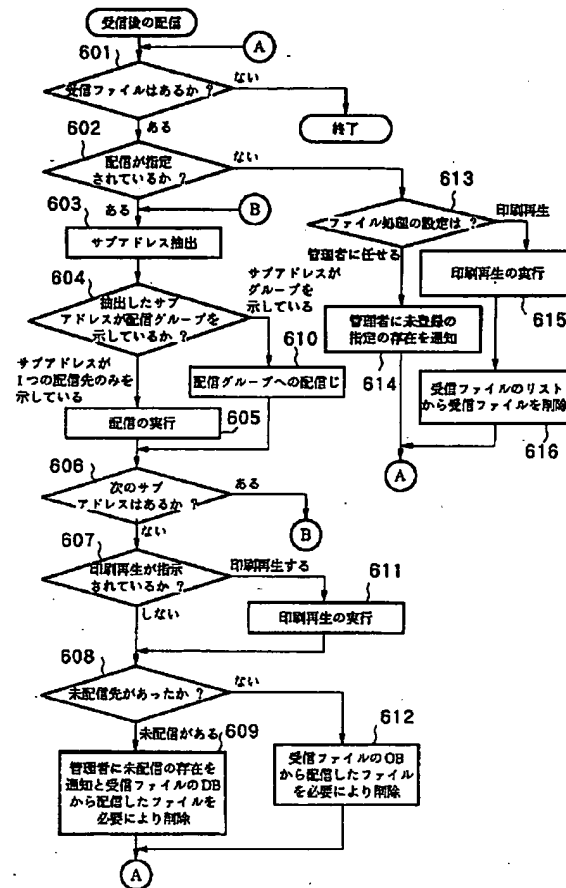 受信後の配信
A
601
受信ファイルはあるか ?
ない
ある
終了
602
配信が指定
されているか ?
ない
ある
B
603
サブアドレス抽出
613
ファイル処理の設定は ?
印刷再生
管理者に任せる
印刷再生の実行
615
604
抽出したサブ
アドレスが配信グループを
示しているか ?
サブアドレスが
グループを
示している
管理者に未登録の
指定の存在を通知
614
サブアドレスが
1つの配信先のみを
示している
610
配信グループへの配信じ
受信ファイルのリスト
から受信ファイルを削除
616
配信の実行
605
A
606
次のサブ
アドレスはあるか ?
ある
B
ない
607
印刷再生が指示
されているか ?
印刷再生する
しない
611
印刷再生の実行
608
未配信先があったか ?
ない
未配信がある
609
管理者に未配信の存在を
通知と受信ファイルのDB
から配信したファイルを
必要により削除
612
受信ファイルのOB
から配信したファイル
を必要により削除
A